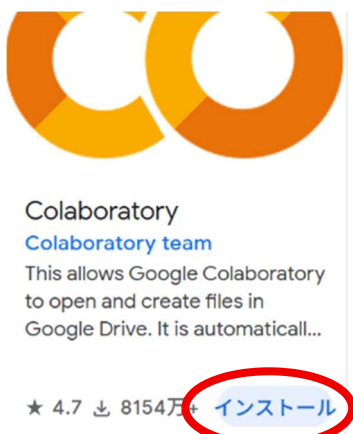 Colaboratory
Colaboratory team
This allows Google Colaboratory
to open and create files in
Google Drive. It is automaticall...
★ 4.7 8154万+ インストール